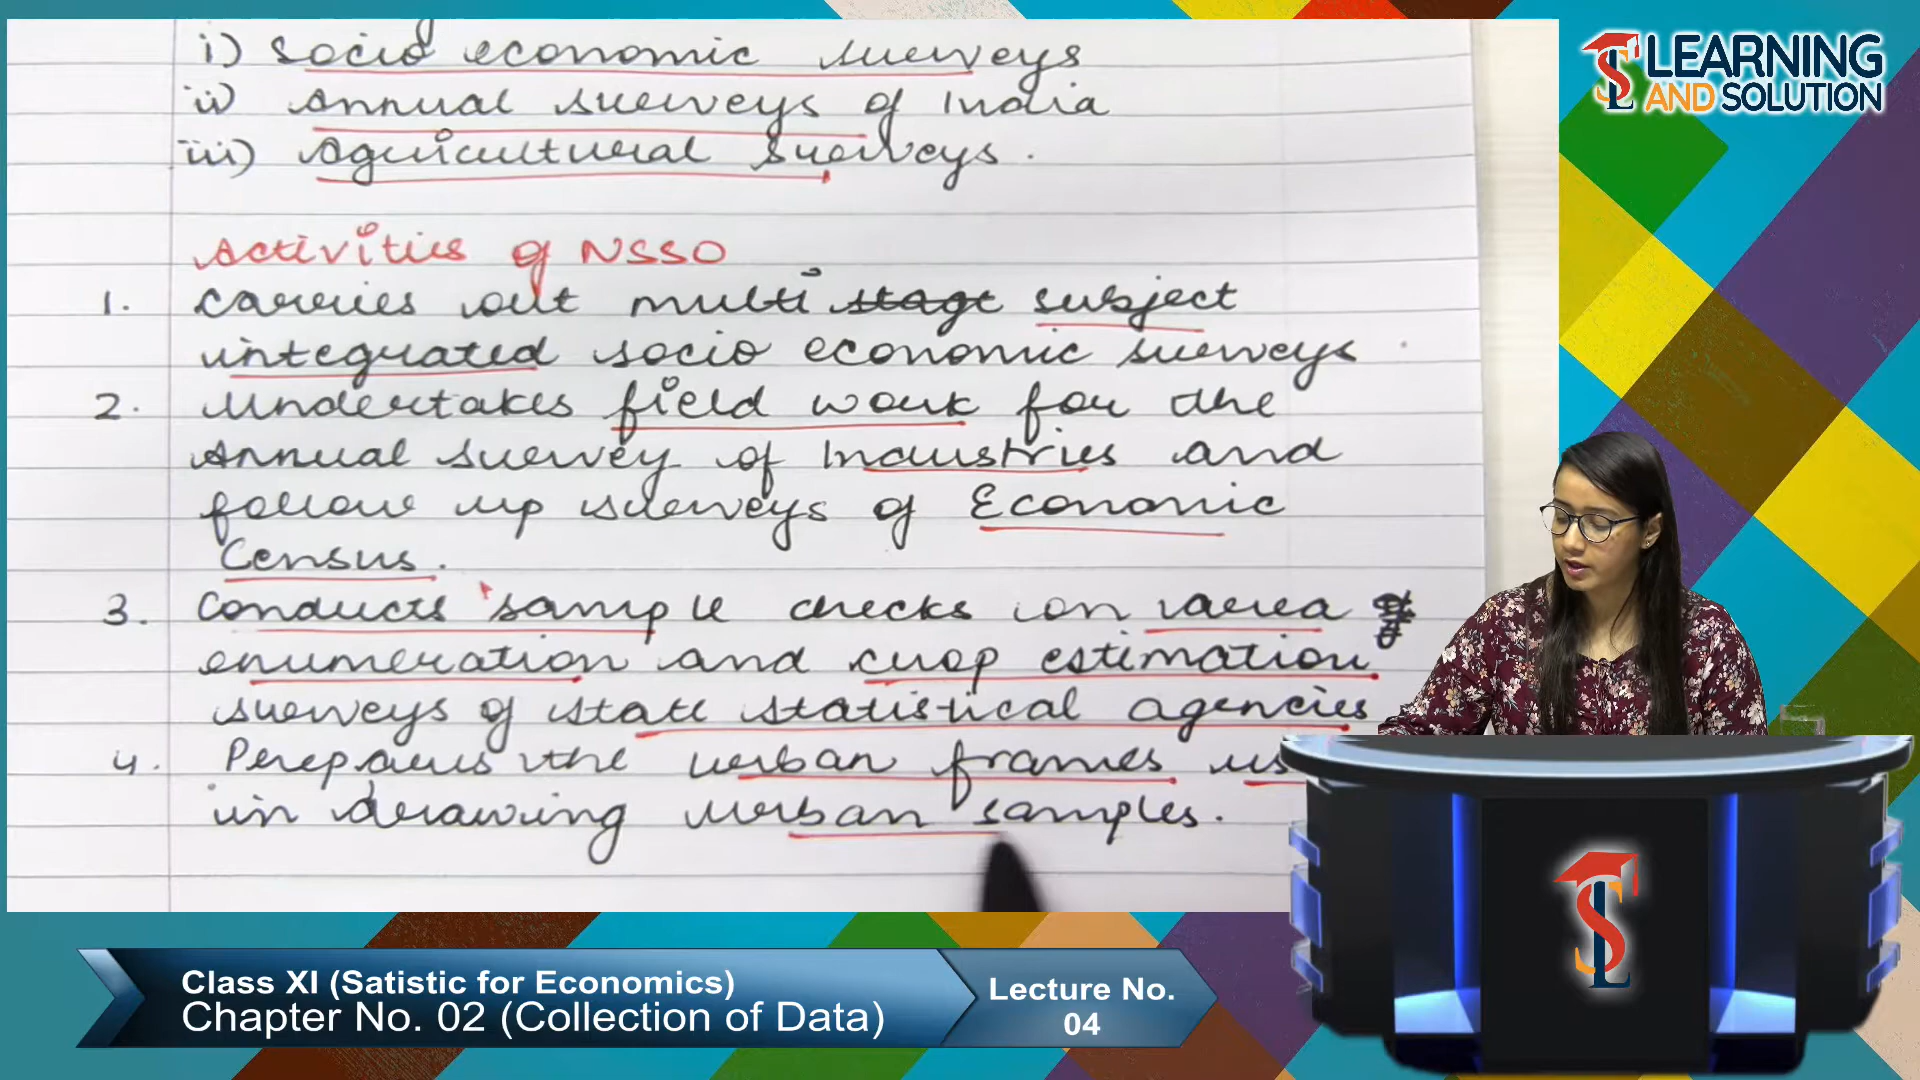 i) Socio economic surveys
ii) Annual surveys of India
iii) Agricultural Surveys.
Activities of NSSO
1. Carries out multi stage subject
integrated socio economic surveys
2. Undertakes field work for the
Annual survey of Industries and
follow up surveys of Economic
Census.
3. Conducts sample checks on area
enumeration and crop estimation
surveys of state statistical agencies
4. Prepares the urban frames us
in drawing urban samples.
LEARNING
AND SOLUTION
Class XI (Satistic for Economics)
Chapter No. 02 (Collection of Data)
Lecture No.
04